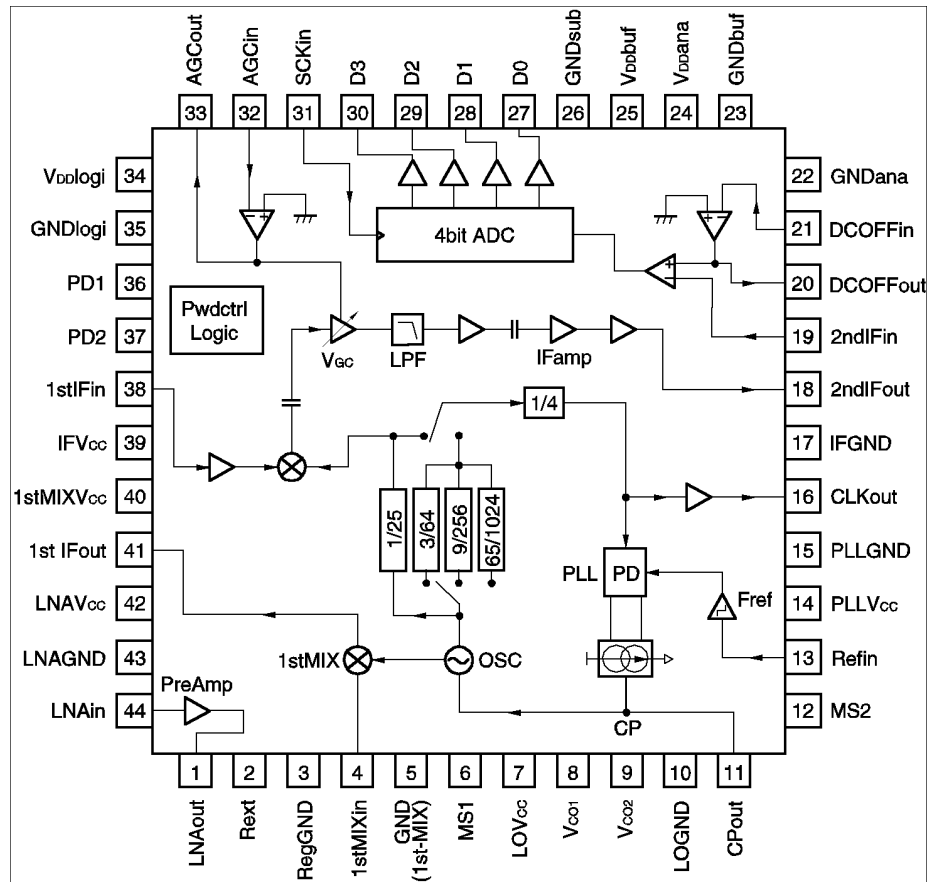 AGCout
AGCin
SCKin
D3
D2
D1
D0
GNDsub
VDDbuf
VDDana
GNDbuf
33
32
31
30
29
28
27
26
25
24
23
VDDlogi 34
GNDlogi 35
PD1 36
PD2 37
1stIFin 38
IFVCC 39
1stMIXVCC 40
1st IFout 41
LNAVCC 42
LNAGND 43
LNAin 44
22 GNDana
21 DCOFFin
20 DCOFFout
19 2ndIFin
18 2ndIFout
17 IFGND
16 CLKout
15 PLLGND
14 PLLVCC
13 Refin
12 MS2
− +
+
− +
+
−
4bit ADC
Pwdctrl
Logic
VGC
LPF
IFamp
1/4
1/25
3/64
9/256
65/1024
PLL
PD
Fref
1stMIX
OSC
PreAmp
CP
1
2
3
4
5
6
7
8
9
10
11
LNAout
Rext
RegGND
1stMIXin
GND
(1st-MIX)
MS1
LOVCC
VCO1
VCO2
LOGND
CPout